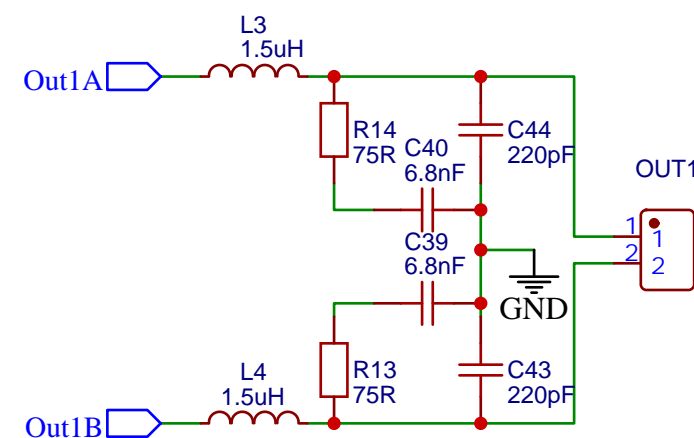 L3
1.5uH
Out1A
R14
75R
C40
6.8nF
C44
220pF
OUT1
1
1
2
2
C39
6.8nF
GND
R13
75R
C43
220pF
L4
1.5uH
Out1B